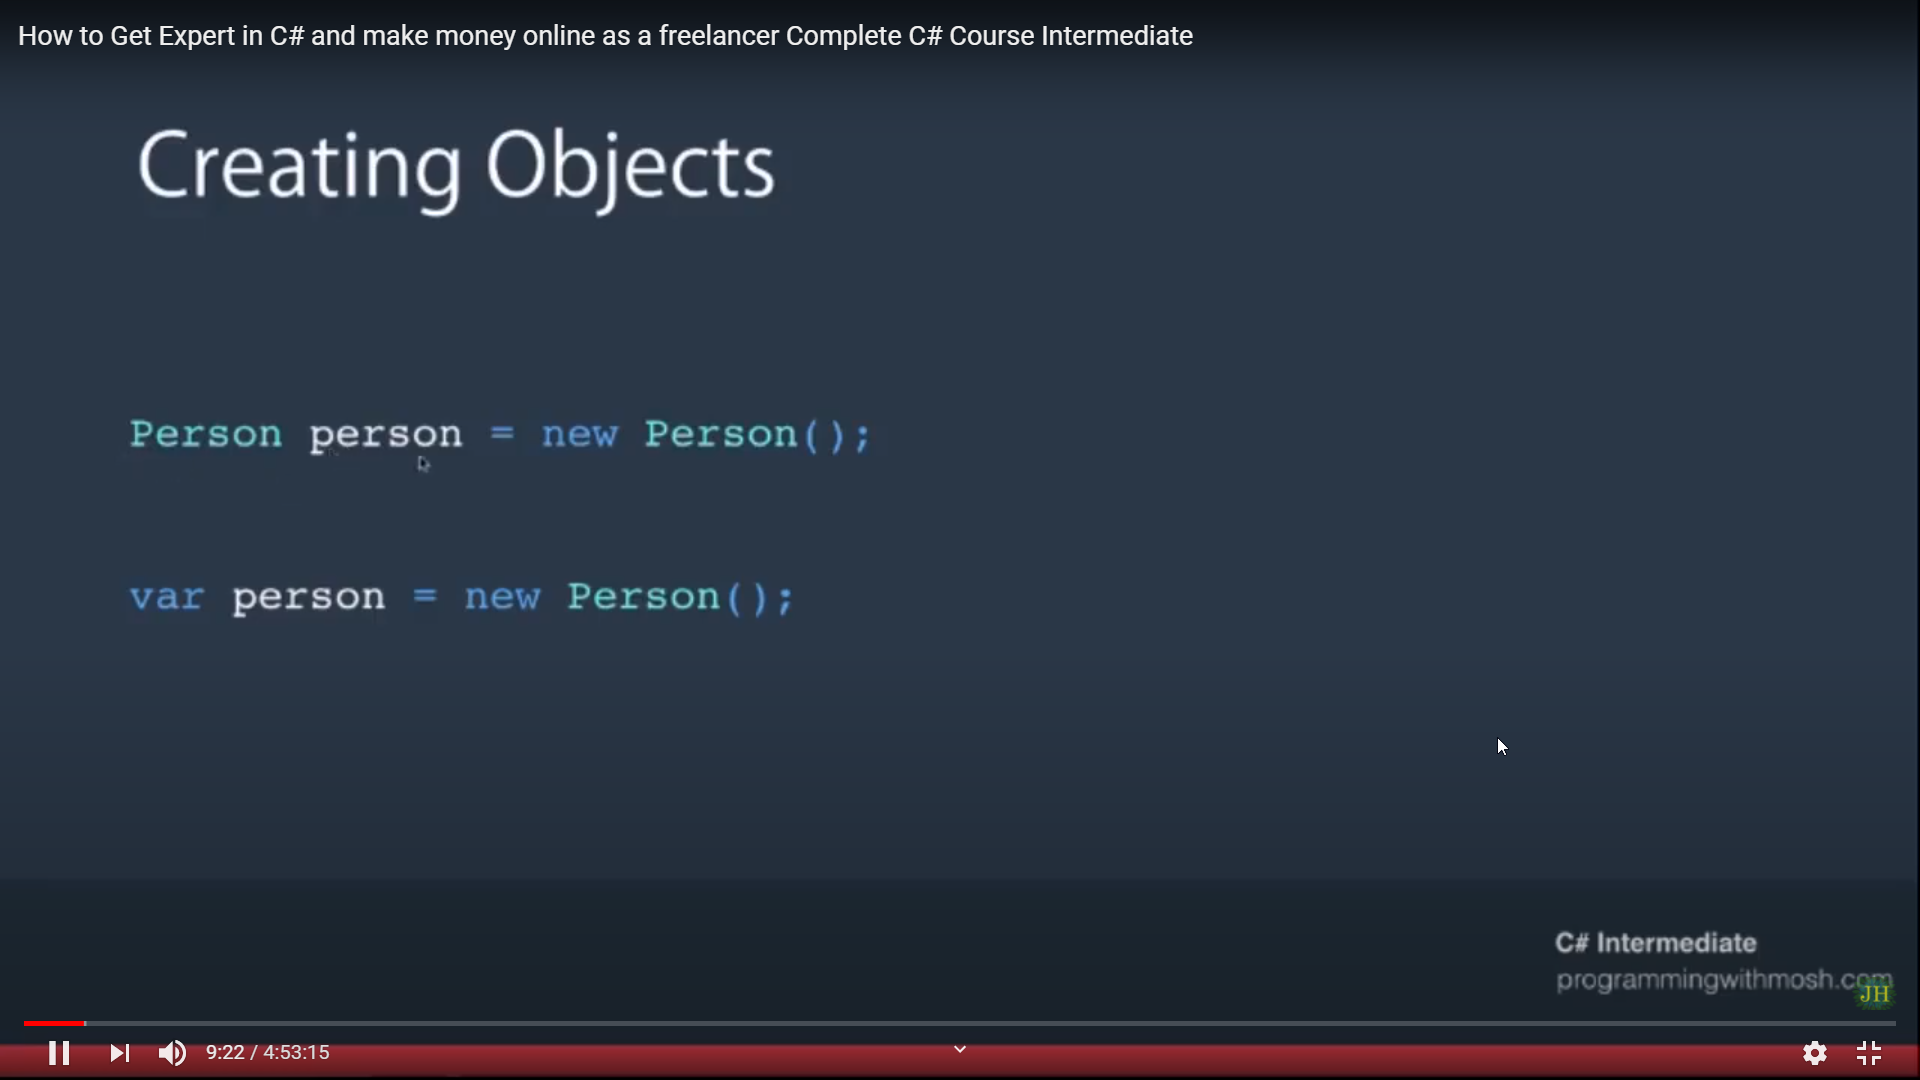 How to Get Expert in C# and make money online as a freelancer Complete C# Course Intermediate
Creating Objects
Person person = new Person();
var person = new Person();
C# Intermediate
programmingwithmosh.com
JH
9:22 / 4:53:15